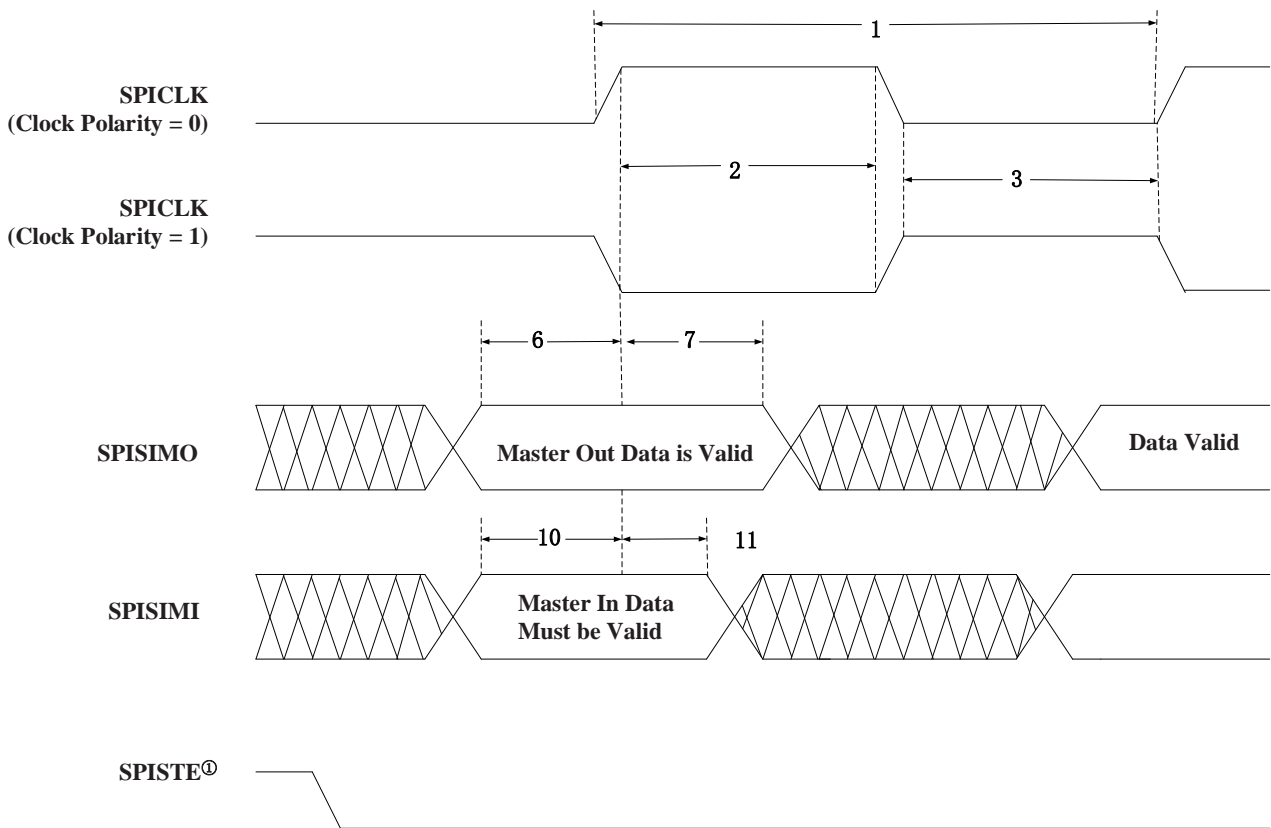 1
SPICLK
(Clock Polarity = 0)
2
3
SPICLK
(Clock Polarity = 1)
6
7
SPISIMO
Master Out Data is Valid
Data Valid
10
11
SPISIMI
Master In Data
Must be Valid
SPISTE①